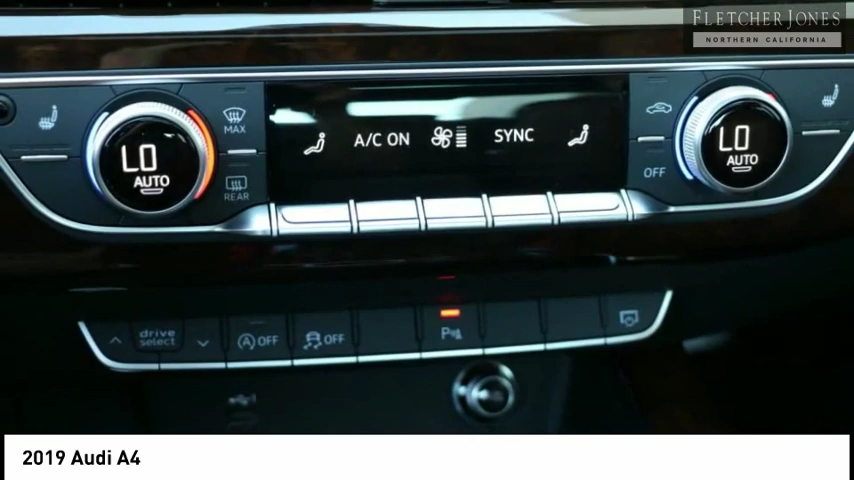 FLETCHER JONES
NORTHERN CALIFORNIA
MAX
LO
AUTO
A/C ON
SYNC
LO
AUTO
REAR
OFF
drive
select
OFF
OFF
P
2019 Audi A4